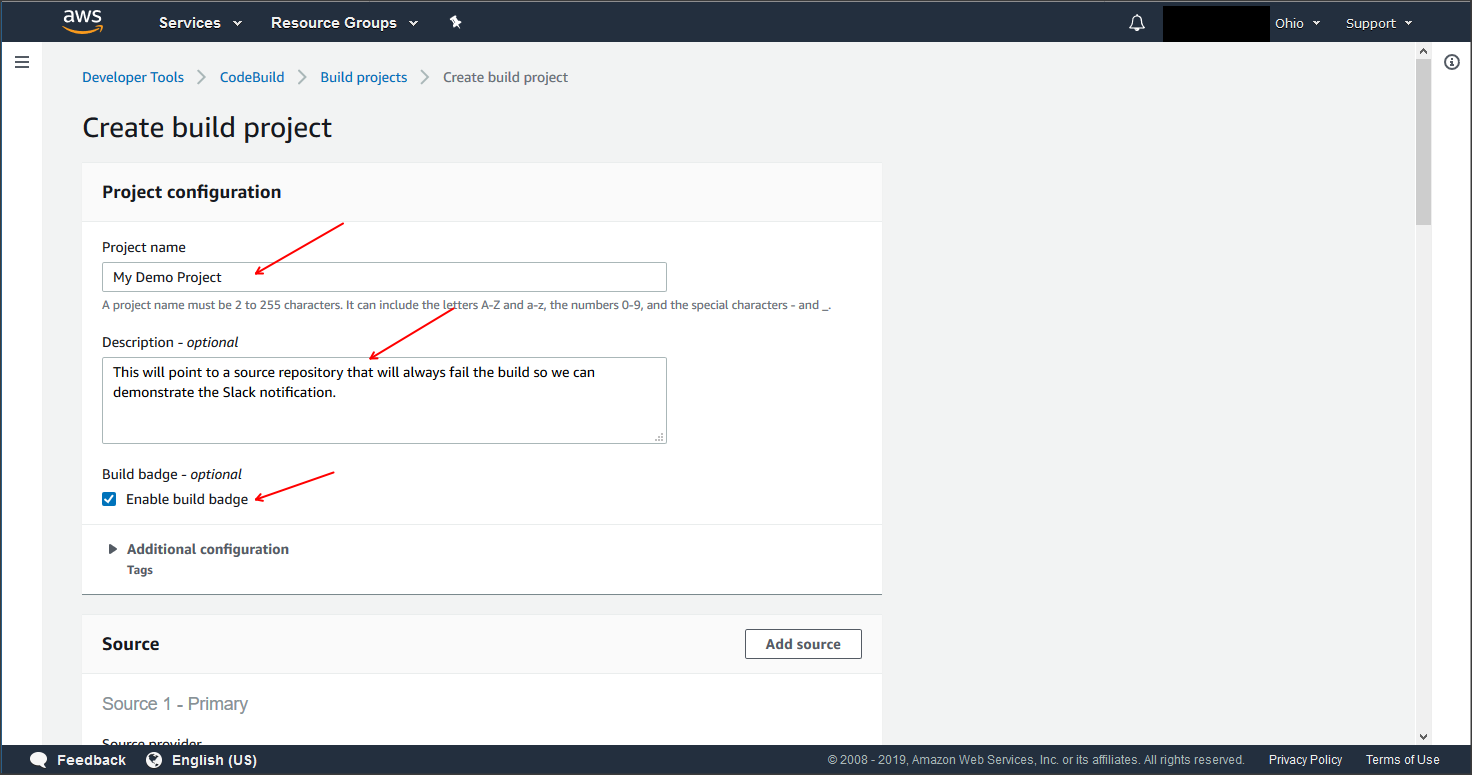 aws Services Resource Groups Ohio Support
Developer Tools CodeBuild Build projects Create build project
Create build project
Project configuration
Project name
My Demo Project
A project name must be 2 to 255 characters. It can include the letters A-Z and a-z, the numbers 0-9, and the special characters - and _.
Description - optional
This will point to a source repository that will always fail the build so we can
demonstrate the Slack notification.
Build badge - optional
Enable build badge
Additional configuration
Tags
Source Add source
Source 1 - Primary
Source provider
Feedback English (US) © 2008 - 2019, Amazon Web Services, Inc. or its affiliates. All rights reserved. Privacy Policy Terms of Use